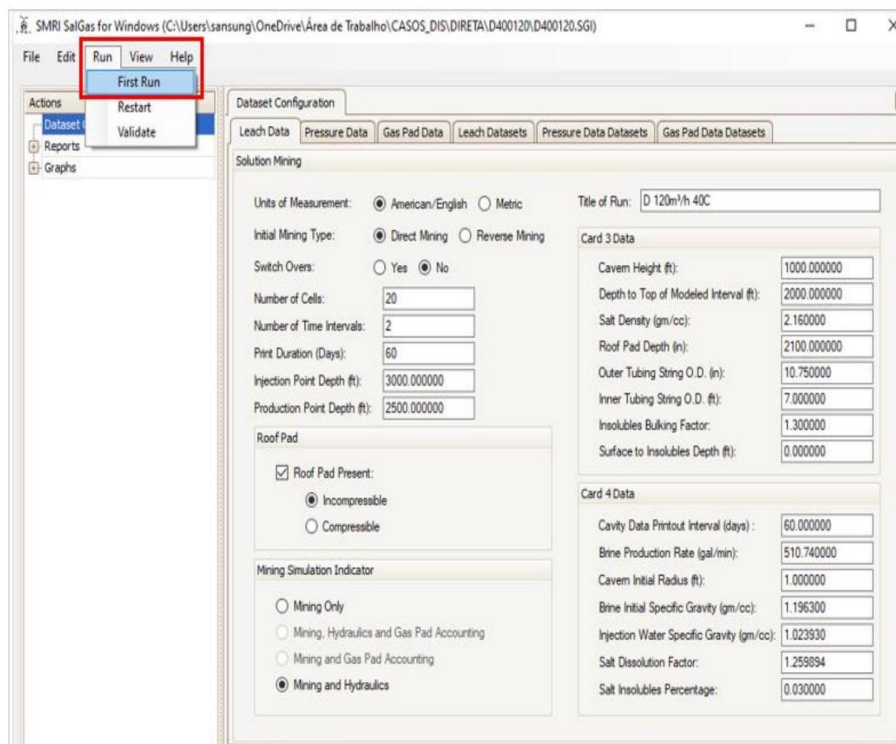 SMRI SalGas for Windows (C:\Users\sansung\OneDrive\Área de Trabalho\CASOS_DIS\DIRETA\D400120\D400120.SGI)
File Edit Run View Help
First Run
Restart
Validate
Actions
Dataset C
Reports
Graphs
Dataset Configuration
Leach Data Pressure Data Gas Pad Data Leach Datasets Pressure Data Datasets Gas Pad Data Datasets
Solution Mining
Units of Measurement: American/English Metric
Initial Mining Type: Direct Mining Reverse Mining
Switch Overs: Yes No
Number of Cells: 20
Number of Time Intervals: 2
Print Duration (Days): 60
Injection Point Depth (ft): 3000.000000
Production Point Depth (ft): 2500.000000
Roof Pad
Roof Pad Present:
Incompressible
Compressible
Mining Simulation Indicator
Mining Only
Mining, Hydraulics and Gas Pad Accounting
Mining and Gas Pad Accounting
Mining and Hydraulics
Title of Run: D 120m³/h 40C
Card 3 Data
Cavern Height (ft): 1000.000000
Depth to Top of Modeled Interval (ft): 2000.000000
Salt Density (gm/cc): 2.160000
Roof Pad Depth (in): 2100.000000
Outer Tubing String O.D. (in): 10.750000
Inner Tubing String O.D. (ft): 7.000000
Insolubles Bulking Factor: 1.300000
Surface to Insolubles Depth (ft): 0.000000
Card 4 Data
Cavity Data Printout Interval (days) : 60.000000
Brine Production Rate (gal/min): 510.740000
Cavern Initial Radius (ft): 1.000000
Brine Initial Specific Gravity (gm/cc): 1.196300
Injection Water Specific Gravity (gm/cc): 1.023930
Salt Dissolution Factor: 1.259894
Salt Insolubles Percentage: 0.030000